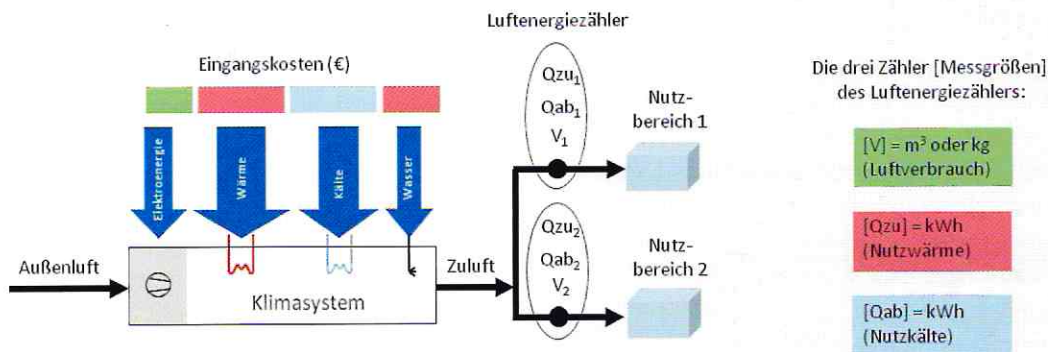 Luftenergiezähler
Eingangskosten (€)
Elektroenergie
Wärme
Kälte
Wasser
Außenluft
Klimasystem
Zuluft
Qzu₁
Qab₁
V₁
Nutz-
bereich 1
Qzu₂
Qab₂
V₂
Nutz-
bereich 2
Die drei Zähler [Messgrößen]
des Luftenergiezählers:
[V] = m³ oder kg
(Luftverbrauch)
[Qzu] = kWh
(Nutzwärme)
[Qab] = kWh
(Nutzkälte)